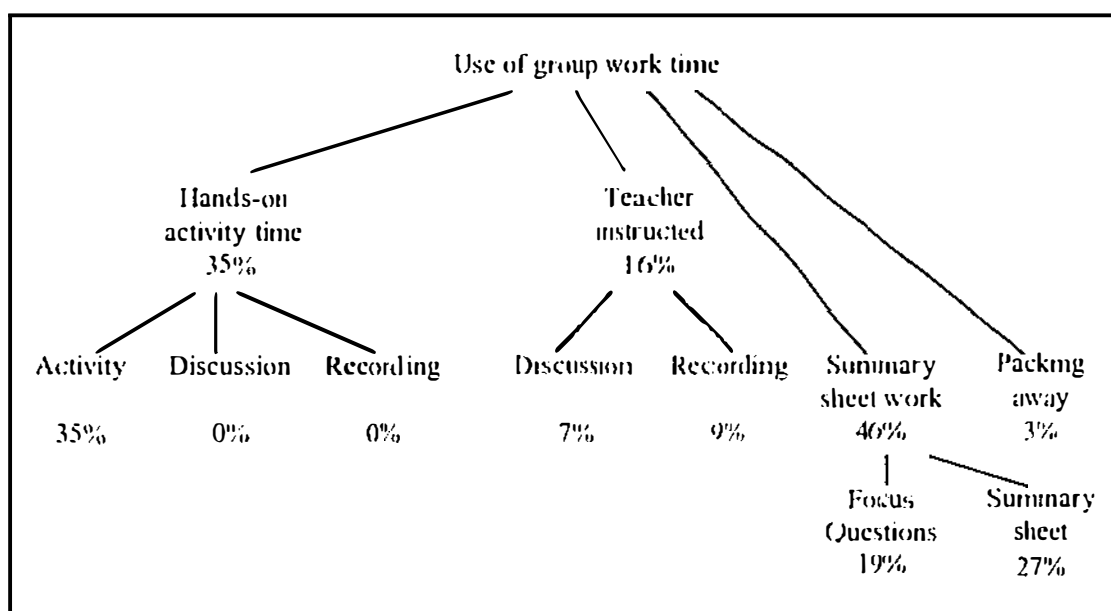 Use of group work time
Hands-on
activity time
35%
Teacher
instructed
16%
Activity
35%
Discussion
0%
Recording
0%
Discussion
7%
Recording
9%
Summary
sheet work
46%
Packing
away
3%
Focus
Questions
19%
Summary
sheet
27%